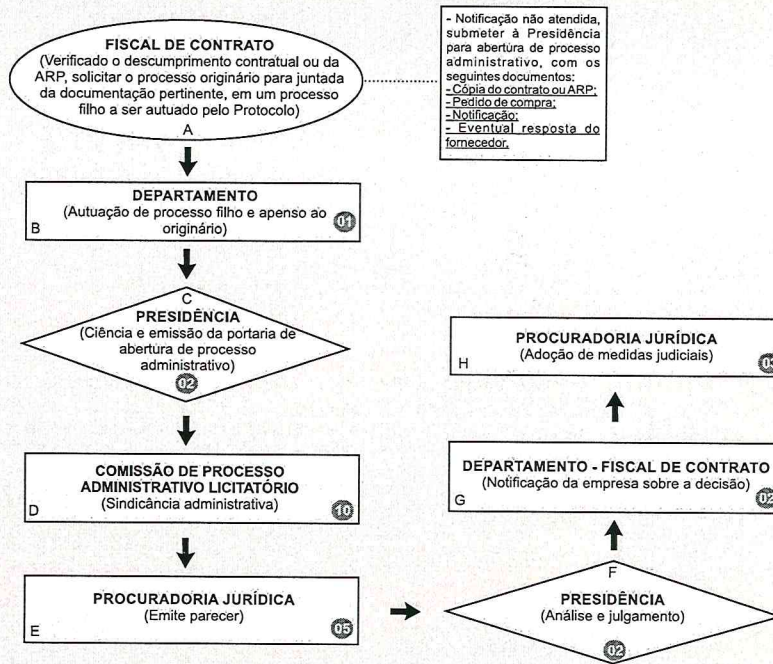 FISCAL DE CONTRATO
(Verificado o descumprimento contratual ou da
ARP, solicitar o processo originário para juntada
da documentação pertinente, em um processo
filho a ser autuado pelo Protocolo)
A
- Notificação não atendida,
submeter à Presidência
para abertura de processo
administrativo, com os
seguintes documentos:
- Cópia do contrato ou ARP;
- Pedido de compra;
- Notificação;
- Eventual resposta do
fornecedor.
DEPARTAMENTO
(Autuação de processo filho e apenso ao
originário)
B
01
C
PRESIDÊNCIA
(Ciência e emissão da portaria de
abertura de processo
administrativo)
02
COMISSÃO DE PROCESSO
ADMINISTRATIVO LICITATÓRIO
(Sindicância administrativa)
D
10
PROCURADORIA JURÍDICA
(Emite parecer)
E
05
F
PRESIDÊNCIA
(Análise e julgamento)
02
DEPARTAMENTO - FISCAL DE CONTRATO
(Notificação da empresa sobre a decisão)
G
02
PROCURADORIA JURÍDICA
(Adoção de medidas judiciais)
H